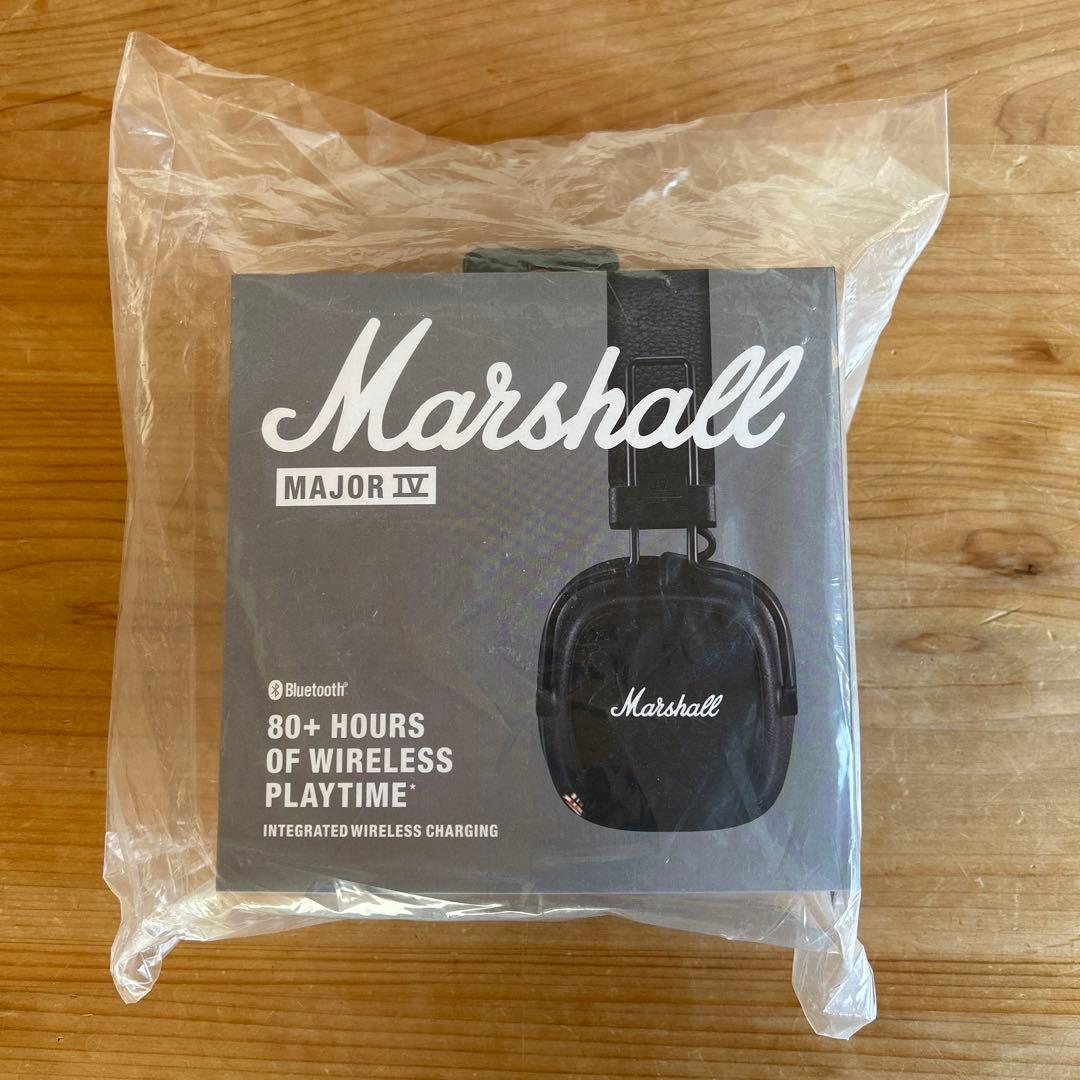 Marshall
MAJOR IV
Bluetooth®
80+ HOURS
OF WIRELESS
PLAYTIME*
INTEGRATED WIRELESS CHARGING
Marshall